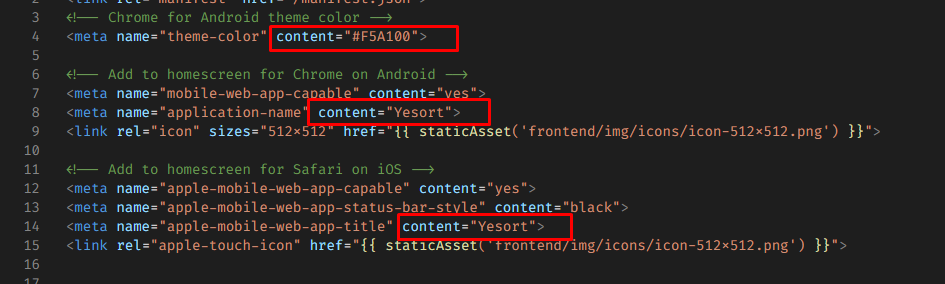 2 <link rel="manifest" href="/manifest.json">
3 <!-- Chrome for Android theme color -->
4 <meta name="theme-color" content="#F5A100">
5
6 <!-- Add to homescreen for Chrome on Android -->
7 <meta name="mobile-web-app-capable" content="yes">
8 <meta name="application-name" content="Yesort">
9 <link rel="icon" sizes="512×512" href="{{ staticAsset('frontend/img/icons/icon-512×512.png') }}">
10
11 <!-- Add to homescreen for Safari on iOS -->
12 <meta name="apple-mobile-web-app-capable" content="yes">
13 <meta name="apple-mobile-web-app-status-bar-style" content="black">
14 <meta name="apple-mobile-web-app-title" content="Yesort">
15 <link rel="apple-touch-icon" href="{{ staticAsset('frontend/img/icons/icon-512×512.png') }}">
16
17